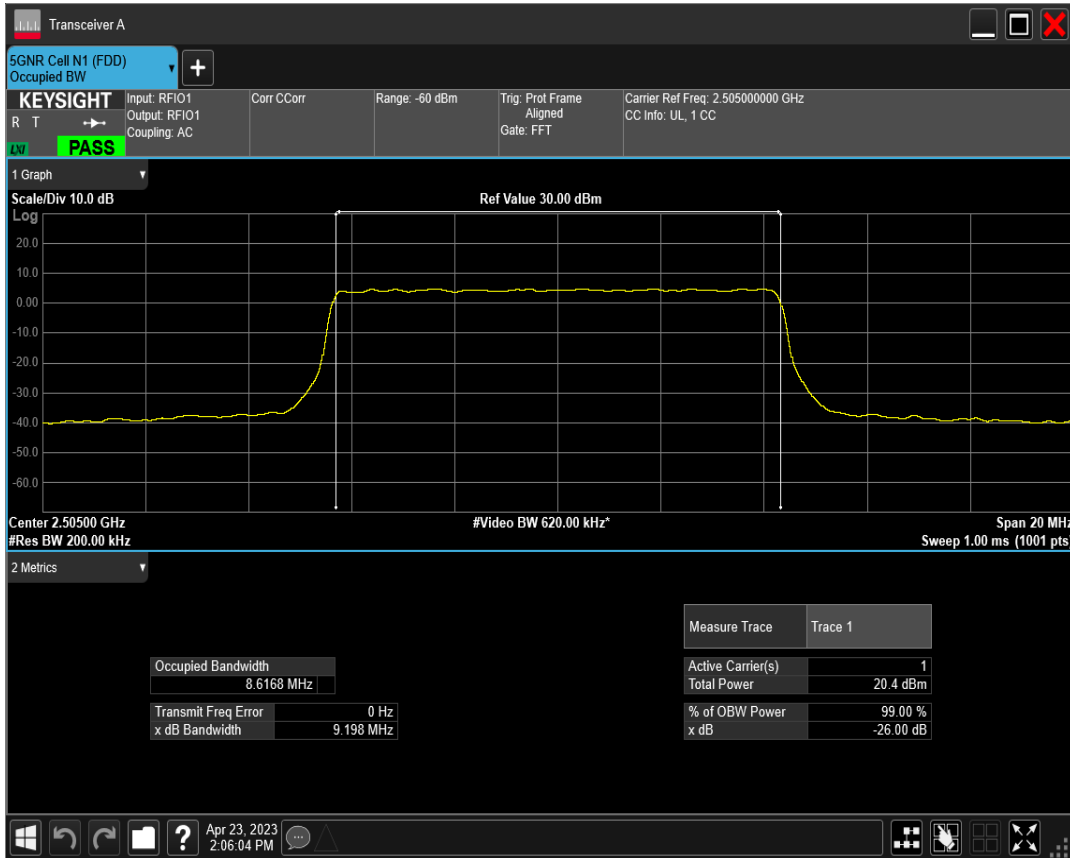 Transceiver A
5GNR Cell N1 (FDD)
Occupied BW
+
KEYSIGHT
R T
LXI
PASS
Input: RFIO1
Output: RFIO1
Coupling: AC
Corr CCorr
Range: -60 dBm
Trig: Prot Frame
Aligned
Gate: FFT
Carrier Ref Freq: 2.505000000 GHz
CC Info: UL, 1 CC
1 Graph
Scale/Div 10.0 dB
Ref Value 30.00 dBm
Log
20.0
10.0
0.00
-10.0
-20.0
-30.0
-40.0
-50.0
-60.0
Center 2.50500 GHz
#Video BW 620.00 kHz*
Span 20 MHz
#Res BW 200.00 kHz
Sweep 1.00 ms (1001 pts)
2 Metrics
Measure Trace Trace 1
Occupied Bandwidth
8.6168 MHz
Active Carrier(s) 1
Total Power 20.4 dBm
Transmit Freq Error 0 Hz
x dB Bandwidth 9.198 MHz
% of OBW Power 99.00 %
x dB -26.00 dB
?
Apr 23, 2023
2:06:04 PM